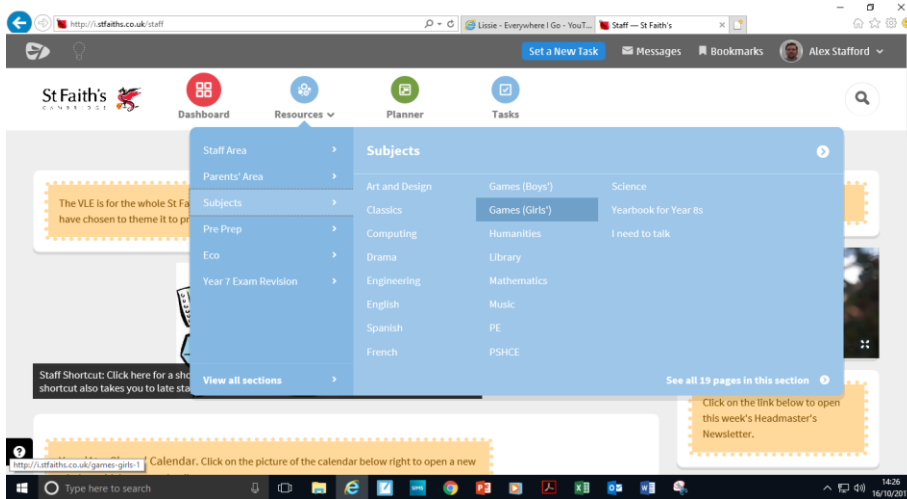 http://i.stfaiths.co.uk/staff
Lissie - Everywhere I Go - YouT...
Staff — St Faith's
Set a New Task
Messages
Bookmarks
Alex Stafford
St Faith's
CAMBRIDGE
Dashboard
Resources
Planner
Tasks
Staff Area
Parents' Area
Subjects
Pre Prep
Eco
Year 7 Exam Revision
View all sections
Subjects
Art and Design
Classics
Computing
Drama
Engineering
English
Spanish
French
Games (Boys')
Games (Girls')
Humanities
Library
Mathematics
Music
PE
PSHCE
Science
Yearbook for Year 8s
I need to talk
See all 19 pages in this section
The VLE is for the whole St Fa
have chosen to theme it to pr
Staff Shortcut: Click here for a sho
shortcut also takes you to late sta
Click on the link below to open
this week's Headmaster's
Newsletter.
Calendar. Click on the picture of the calendar below right to open a new
http://i.stfaiths.co.uk/games-girls-1
Type here to search
14:26
16/10/201